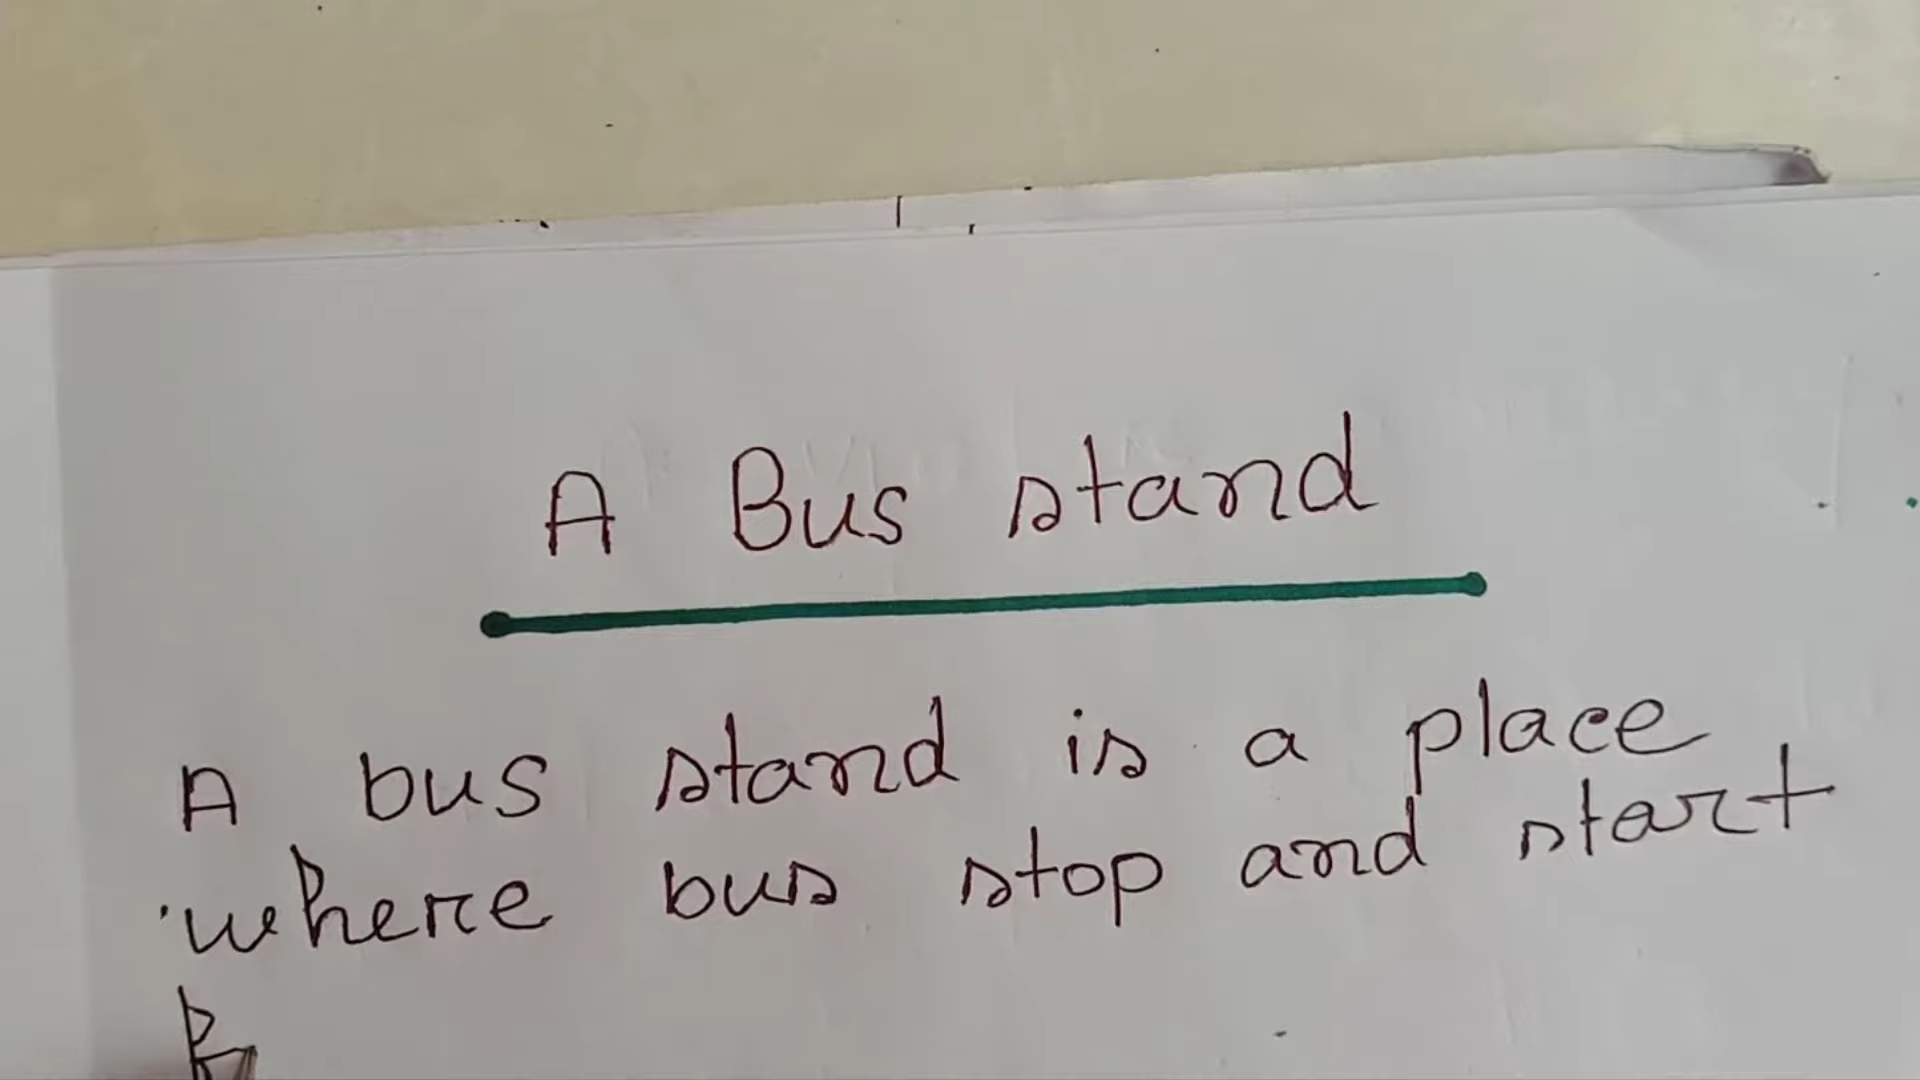 A Bus stand
A bus stand is a place
where bus stop and start